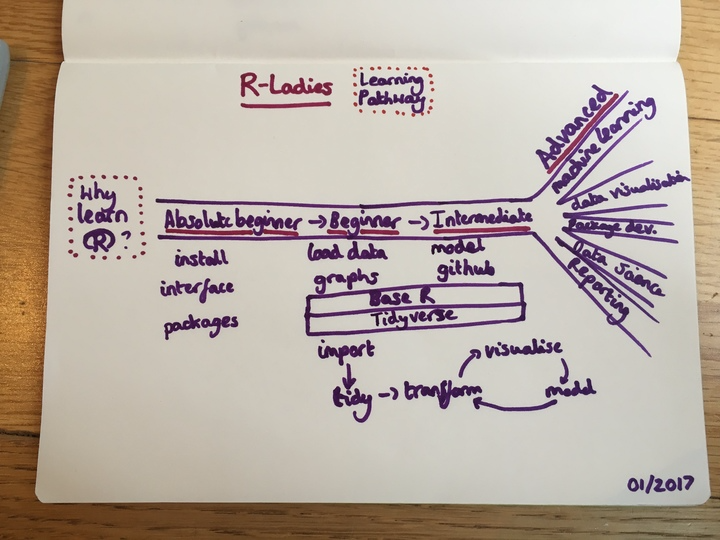 R-Ladies
Learning
Pathway
Why
learn
R ?
Absolute beginner → Beginner → Intermediate
install
interface
packages
load data
graphs
model
github
Base R
Tidyverse
import
tidy → transform
visualise
model
Advanced
machine learning
data visualisation
Package dev.
Data Science
Reporting
01/2017